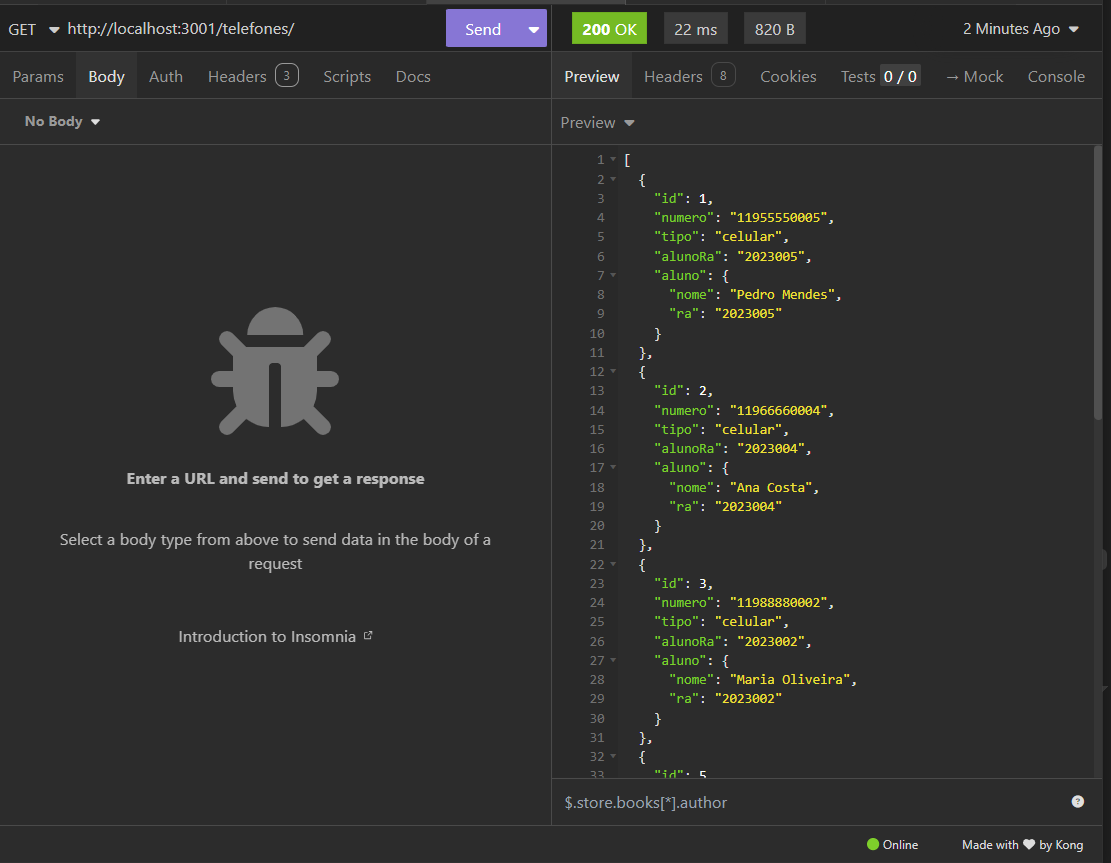 GET http://localhost:3001/telefones/ Send 200 OK 22 ms 820 B 2 Minutes Ago
Params Body Auth Headers 3 Scripts Docs Preview Headers 8 Cookies Tests 0 / 0 → Mock Console
No Body Preview
1 [
2 {
3 "id": 1,
4 "numero": "11955550005",
5 "tipo": "celular",
6 "alunoRa": "2023005",
7 "aluno": {
8 "nome": "Pedro Mendes",
9 "ra": "2023005"
10 }
11 },
12 {
13 "id": 2,
14 "numero": "11966660004",
15 "tipo": "celular",
16 "alunoRa": "2023004",
17 "aluno": {
18 "nome": "Ana Costa",
19 "ra": "2023004"
20 }
21 },
22 {
23 "id": 3,
24 "numero": "11988880002",
25 "tipo": "celular",
26 "alunoRa": "2023002",
27 "aluno": {
28 "nome": "Maria Oliveira",
29 "ra": "2023002"
30 }
31 },
32 {
33 "id": 5
Enter a URL and send to get a response
Select a body type from above to send data in the body of a
request
Introduction to Insomnia
$.store.books[*].author
Online Made with ❤ by Kong